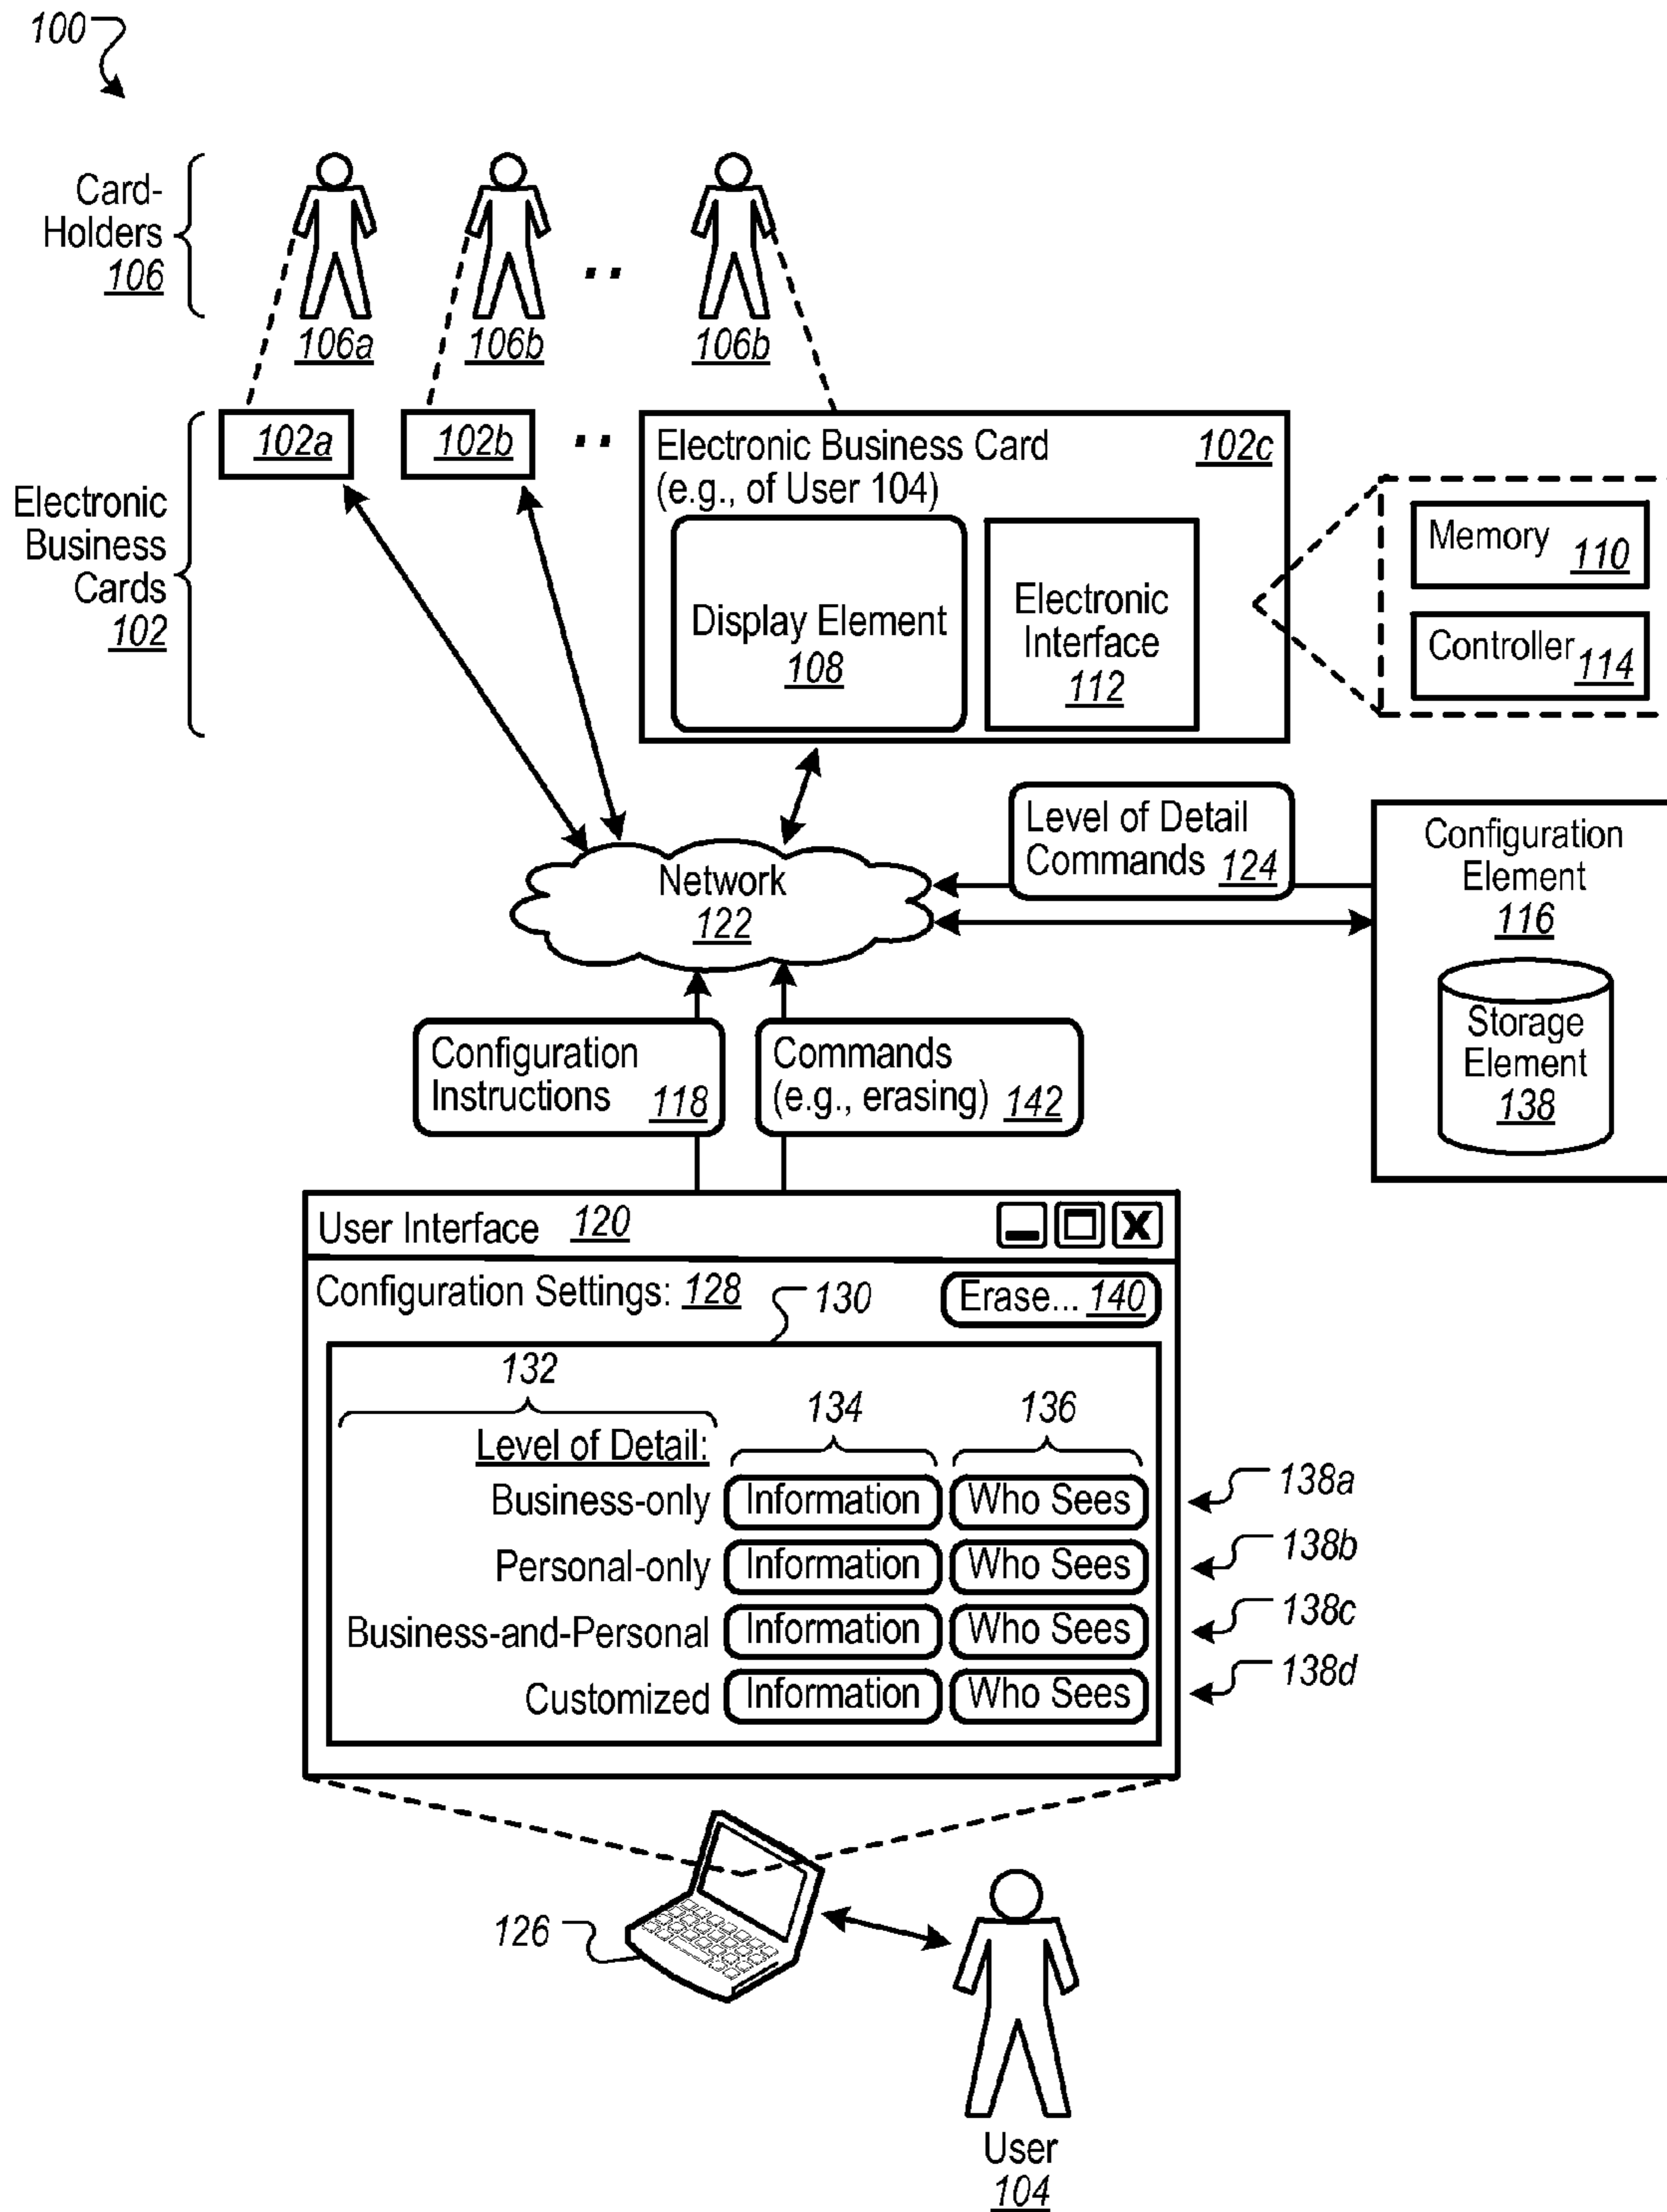 100
Card-
Holders
106
106a
106b
..
106b
Electronic
Business
Cards
102
102a
102b
..
Electronic Business Card 102c
(e.g., of User 104)
Display Element
108
Electronic
Interface
112
Memory 110
Controller 114
Level of Detail
Commands 124
Configuration
Element
116
Storage
Element
138
Network
122
Configuration
Instructions 118
Commands
(e.g., erasing) 142
User Interface 120
X
Configuration Settings: 128
130
Erase... 140
132
134
136
Level of Detail:
Business-only Information Who Sees 138a
Personal-only Information Who Sees 138b
Business-and-Personal Information Who Sees 138c
Customized Information Who Sees 138d
126
User
104